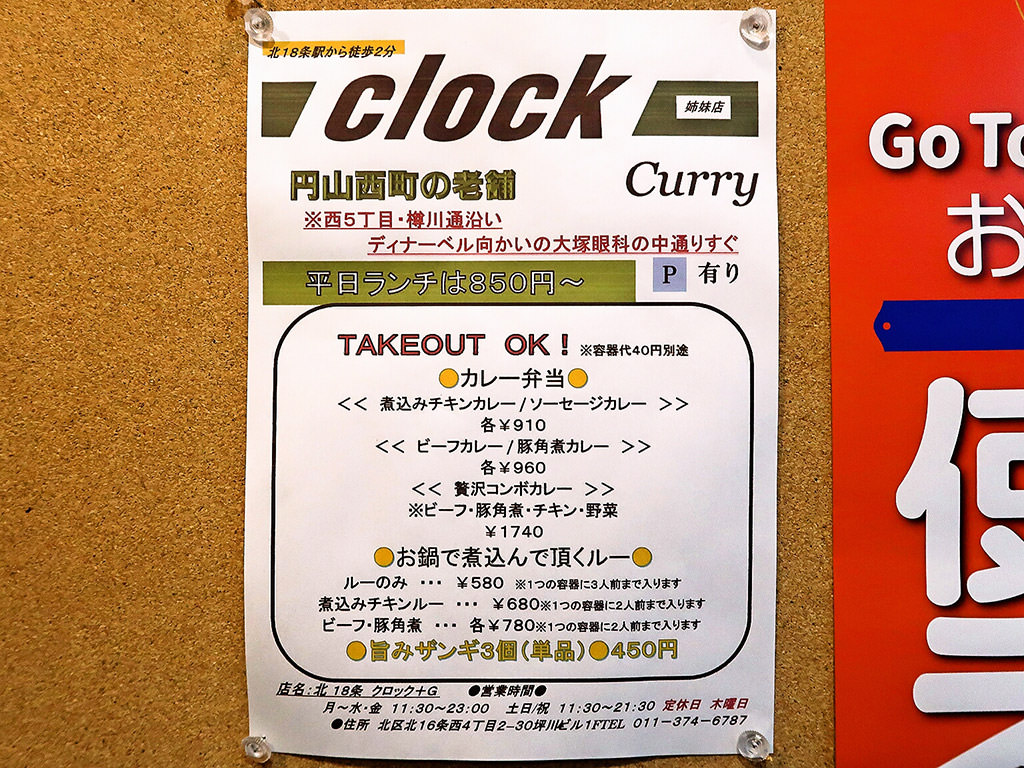 北18条駅から徒歩2分
clock
姉妹店
円山西町の老舗
Curry
※西5丁目・樽川通沿い
ディナーベル向かいの大塚眼科の中通りすぐ
平日ランチは850円～
P 有り
TAKEOUT OK！※容器代40円別途
●カレー弁当●
<< 煮込みチキンカレー/ソーセージカレー >>
各￥910
<< ビーフカレー/豚角煮カレー >>
各￥960
<< 贅沢コンボカレー >>
※ビーフ・豚角煮・チキン・野菜
￥1740
●お鍋で煮込んで頂くルー●
ルーのみ ･･･ ￥580 ※1つの容器に3人前まで入ります
煮込みチキンルー ･･･ ￥680※1つの容器に2人前まで入ります
ビーフ・豚角煮 ･･･ 各￥780※1つの容器に2人前まで入ります
●旨みザンギ3個（単品）●450円
店名：北 18条 クロック+G ●営業時間●
月～水・金 11:30～23:00 土日/祝 11:30～21:30 定休日 木曜日
●住所 北区北16条西4丁目2–30坪川ビル1FTEL 011–374–6787
Go To
お